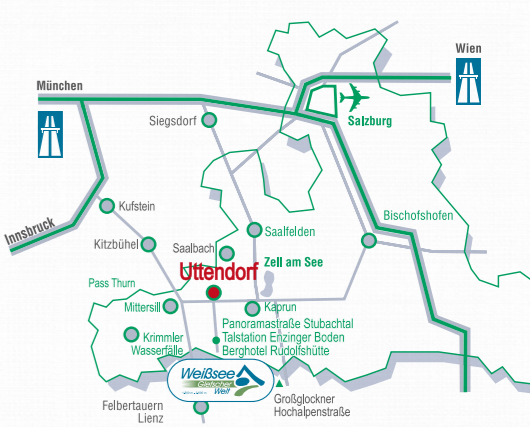 Wien
München
Siegsdorf
Salzburg
Kufstein
Innsbruck
Bischofshofen
Saalfelden
Kitzbühel
Saalbach
Zell am See
Uttendorf
Pass Thurn
Mittersill
Kaprun
Panoramastraße Stubachtal
Talstation Enzinger Boden
Berghotel Rudolfshütte
Krimmler
Wasserfälle
Weißsee
Gletscher
Welt
Großglockner
Hochalpenstraße
Felbertauern
Lienz